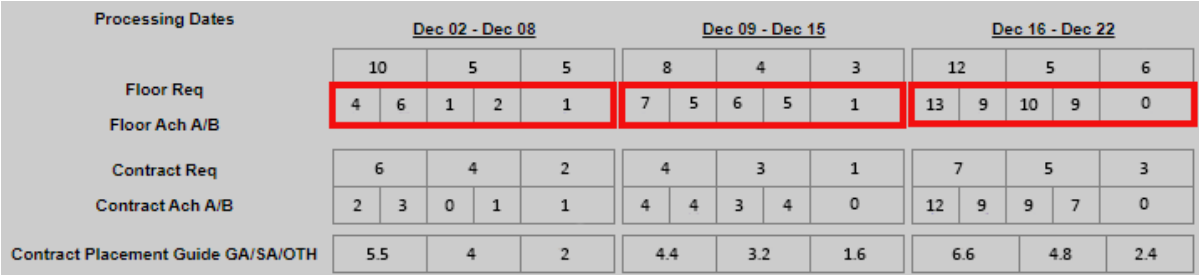 Processing Dates Dec 02 - Dec 08 Dec 09 - Dec 15 Dec 16 - Dec 22
Floor Req 10 5 5 8 4 3 12 5 6
Floor Ach A/B 4 6 1 2 1 7 5 6 5 1 13 9 10 9 0
Contract Req 6 4 2 4 3 1 7 5 3
Contract Ach A/B 2 3 0 1 1 4 4 3 4 0 12 9 9 7 0
Contract Placement Guide GA/SA/OTH 5.5 4 2 4.4 3.2 1.6 6.6 4.8 2.4